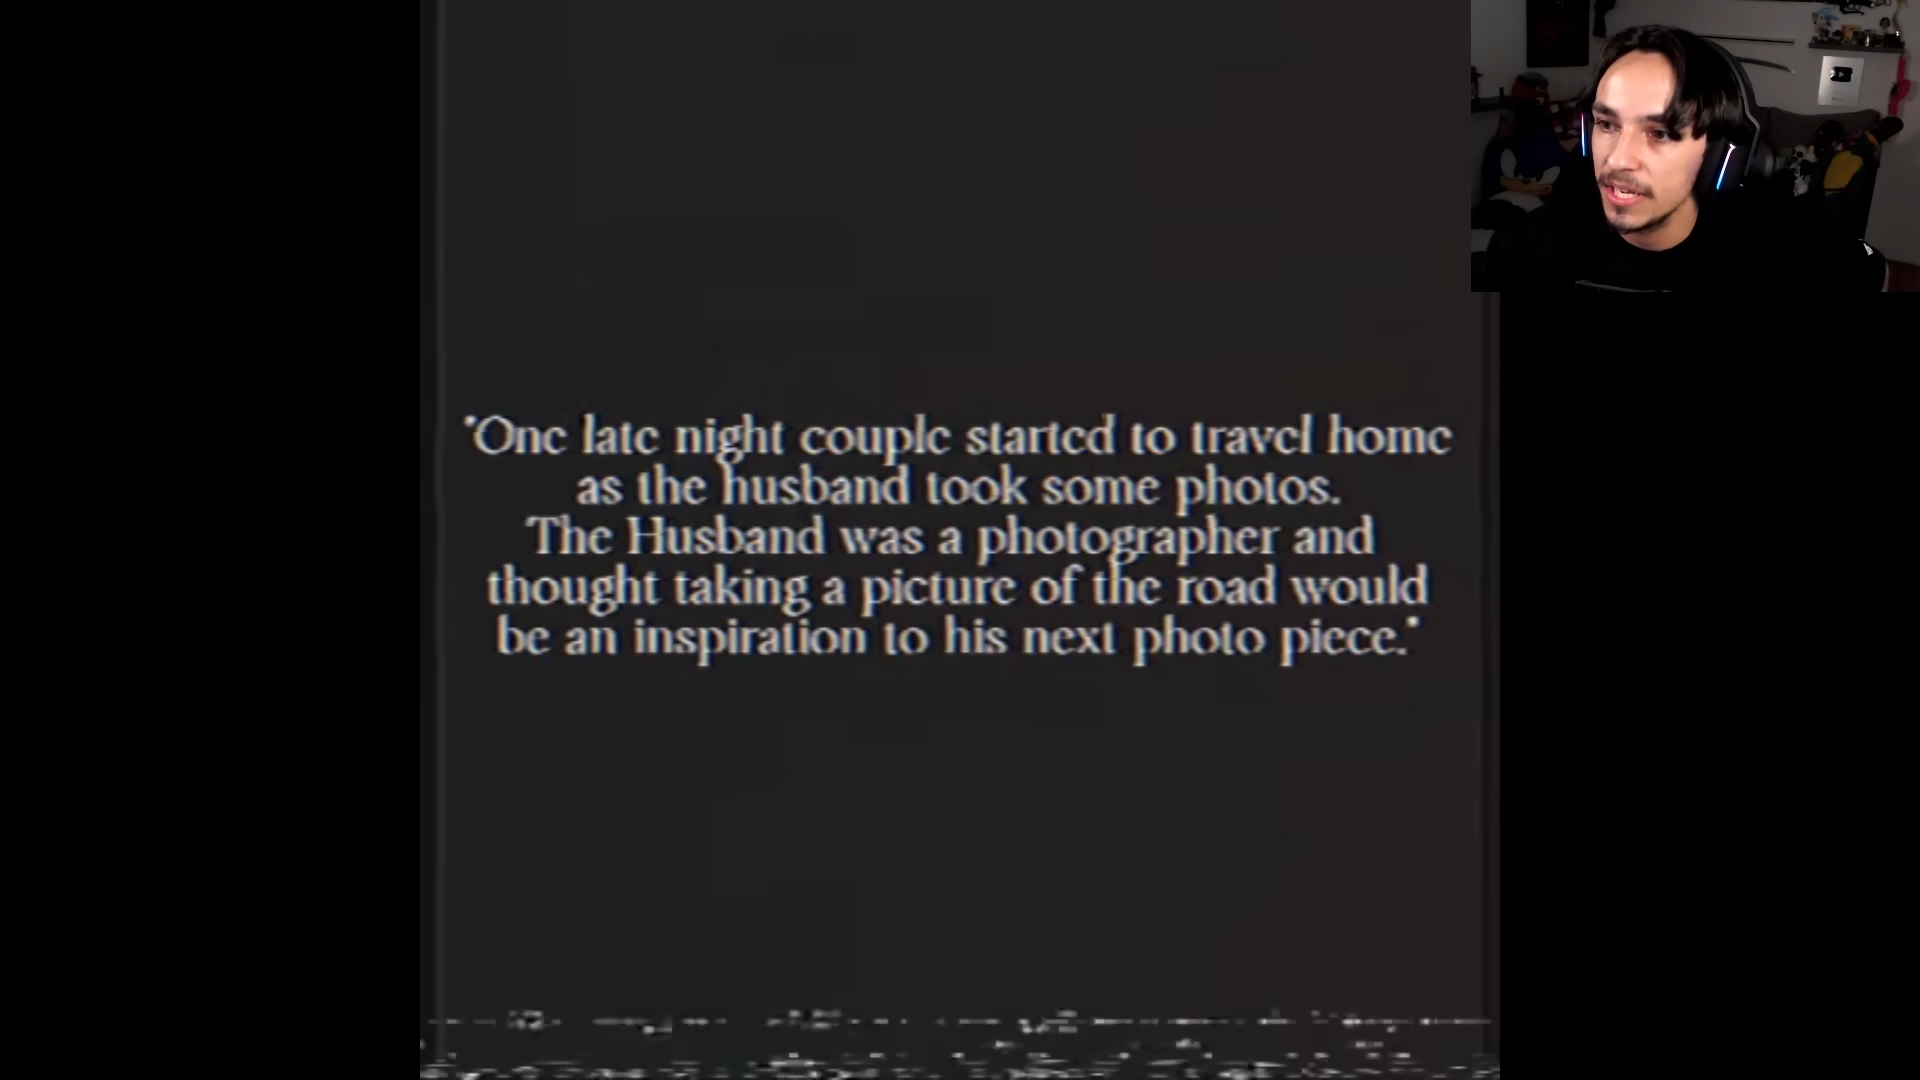 "One late night couple started to travel home
as the husband took some photos.
The Husband was a photographer and
thought taking a picture of the road would
be an inspiration to his next photo piece."